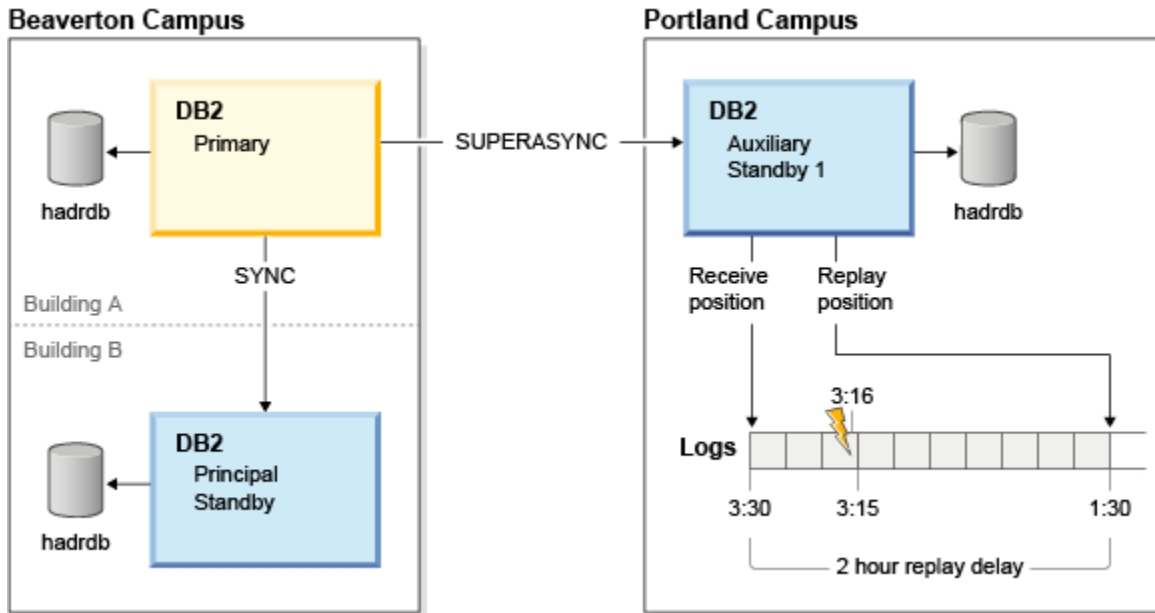 Beaverton Campus
DB2
Primary
hadrdb
SYNC
Building A
Building B
DB2
Principal
Standby
hadrdb
SUPERASYNC
Portland Campus
DB2
Auxiliary
Standby 1
hadrdb
Receive
position
Replay
position
3:16
Logs
3:30
3:15
1:30
2 hour replay delay